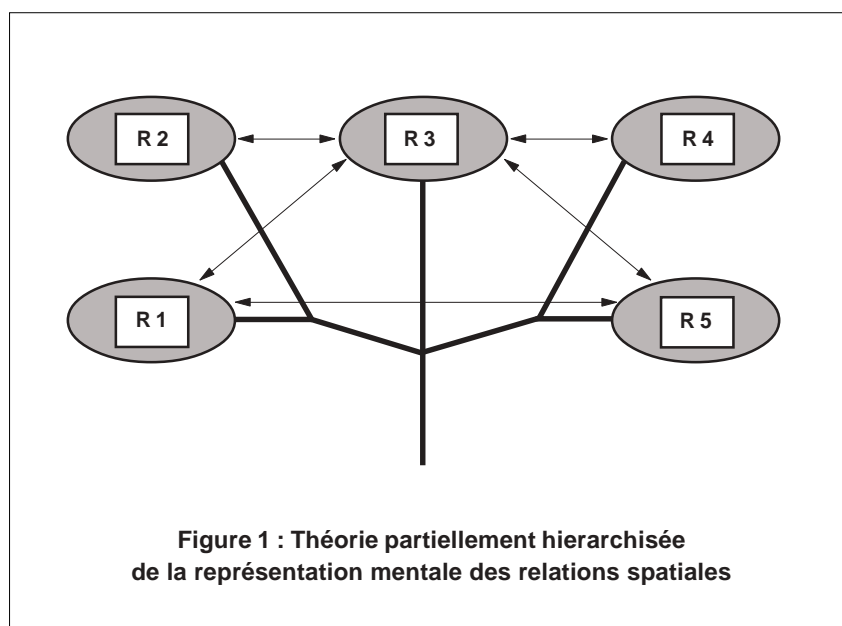 R 2
R 3
R 4
R 1
R 5
Figure 1 : Théorie partiellement hierarchisée
de la représentation mentale des relations spatiales